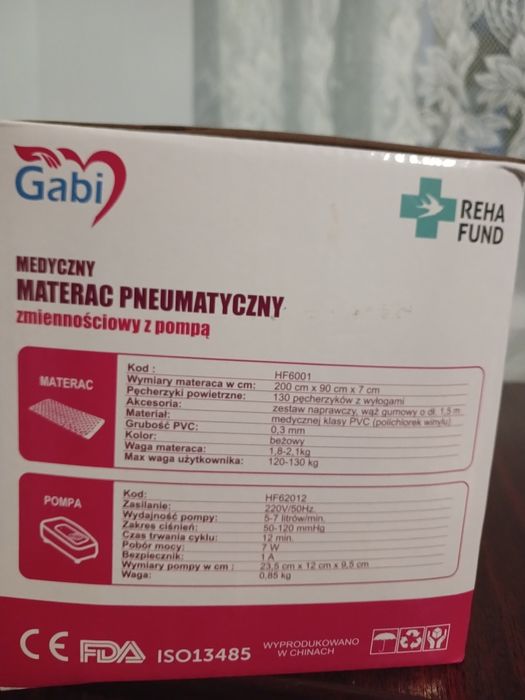 Gabi
REHA
FUND
MEDYCZNY
MATERAC PNEUMATYCZNY
zmiennościowy z pompą
MATERAC
Kod : HF6001
Wymiary materaca w cm: 200 cm x 90 cm x 7 cm
Pęcherzyki powietrzne: 130 pęcherzyków z wyłogami
Akcesoria: zestaw naprawczy, wąż gumowy o dł. 1,5 m
Materiał: medycznej klasy PVC (polichlorek winylu)
Grubość PVC: 0,3 mm
Kolor: beżowy
Waga materaca: 1,8-2,1kg
Max waga użytkownika: 120-130 kg
POMPA
Kod: HF62012
Zasilanie: 220V/50Hz
Wydajność pompy: 5-7 litrów/min.
Zakres ciśnień: 50-120 mmHg
Czas trwania cyklu: 12 min.
Pobór mocy: 7 W
Bezpiecznik: 1 A
Wymiary pompy w cm : 23,5 cm x 12 cm x 9,5 cm
Waga: 0,85 kg
CE FDA ISO13485
WYPRODUKOWANO
W CHINACH